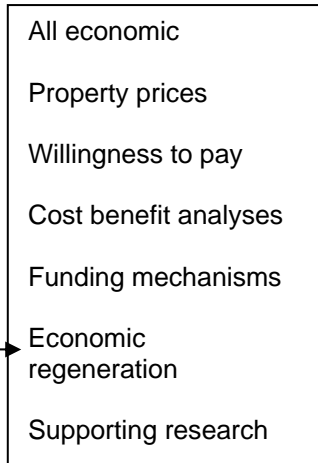 All economic
Property prices
Willingness to pay
Cost benefit analyses
Funding mechanisms
Economic
regeneration
Supporting research